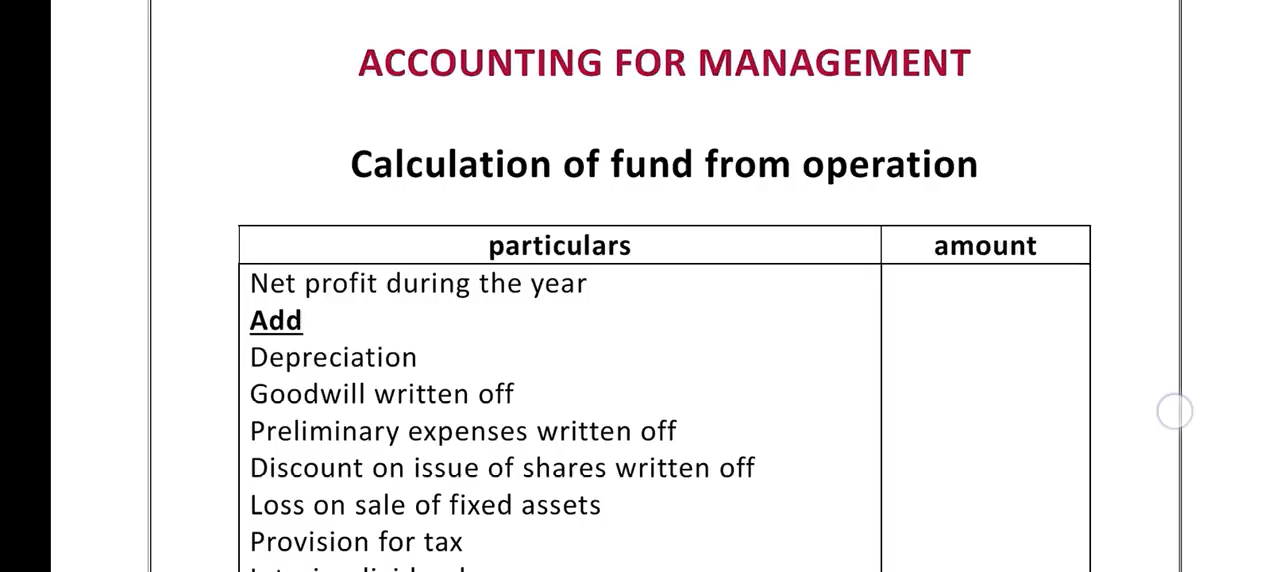 ACCOUNTING FOR MANAGEMENT
Calculation of fund from operation
particulars amount
Net profit during the year
Add
Depreciation
Goodwill written off
Preliminary expenses written off
Discount on issue of shares written off
Loss on sale of fixed assets
Provision for tax